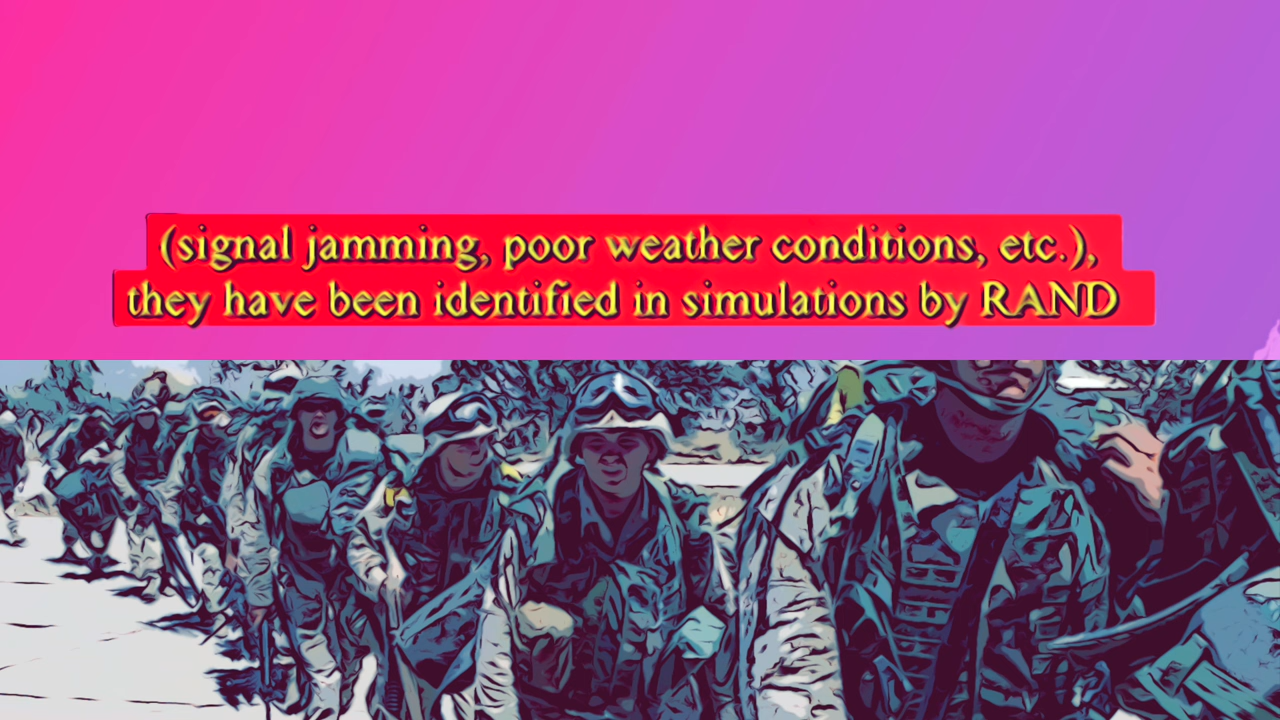 (signal jamming, poor weather conditions, etc.),
they have been identified in simulations by RAND